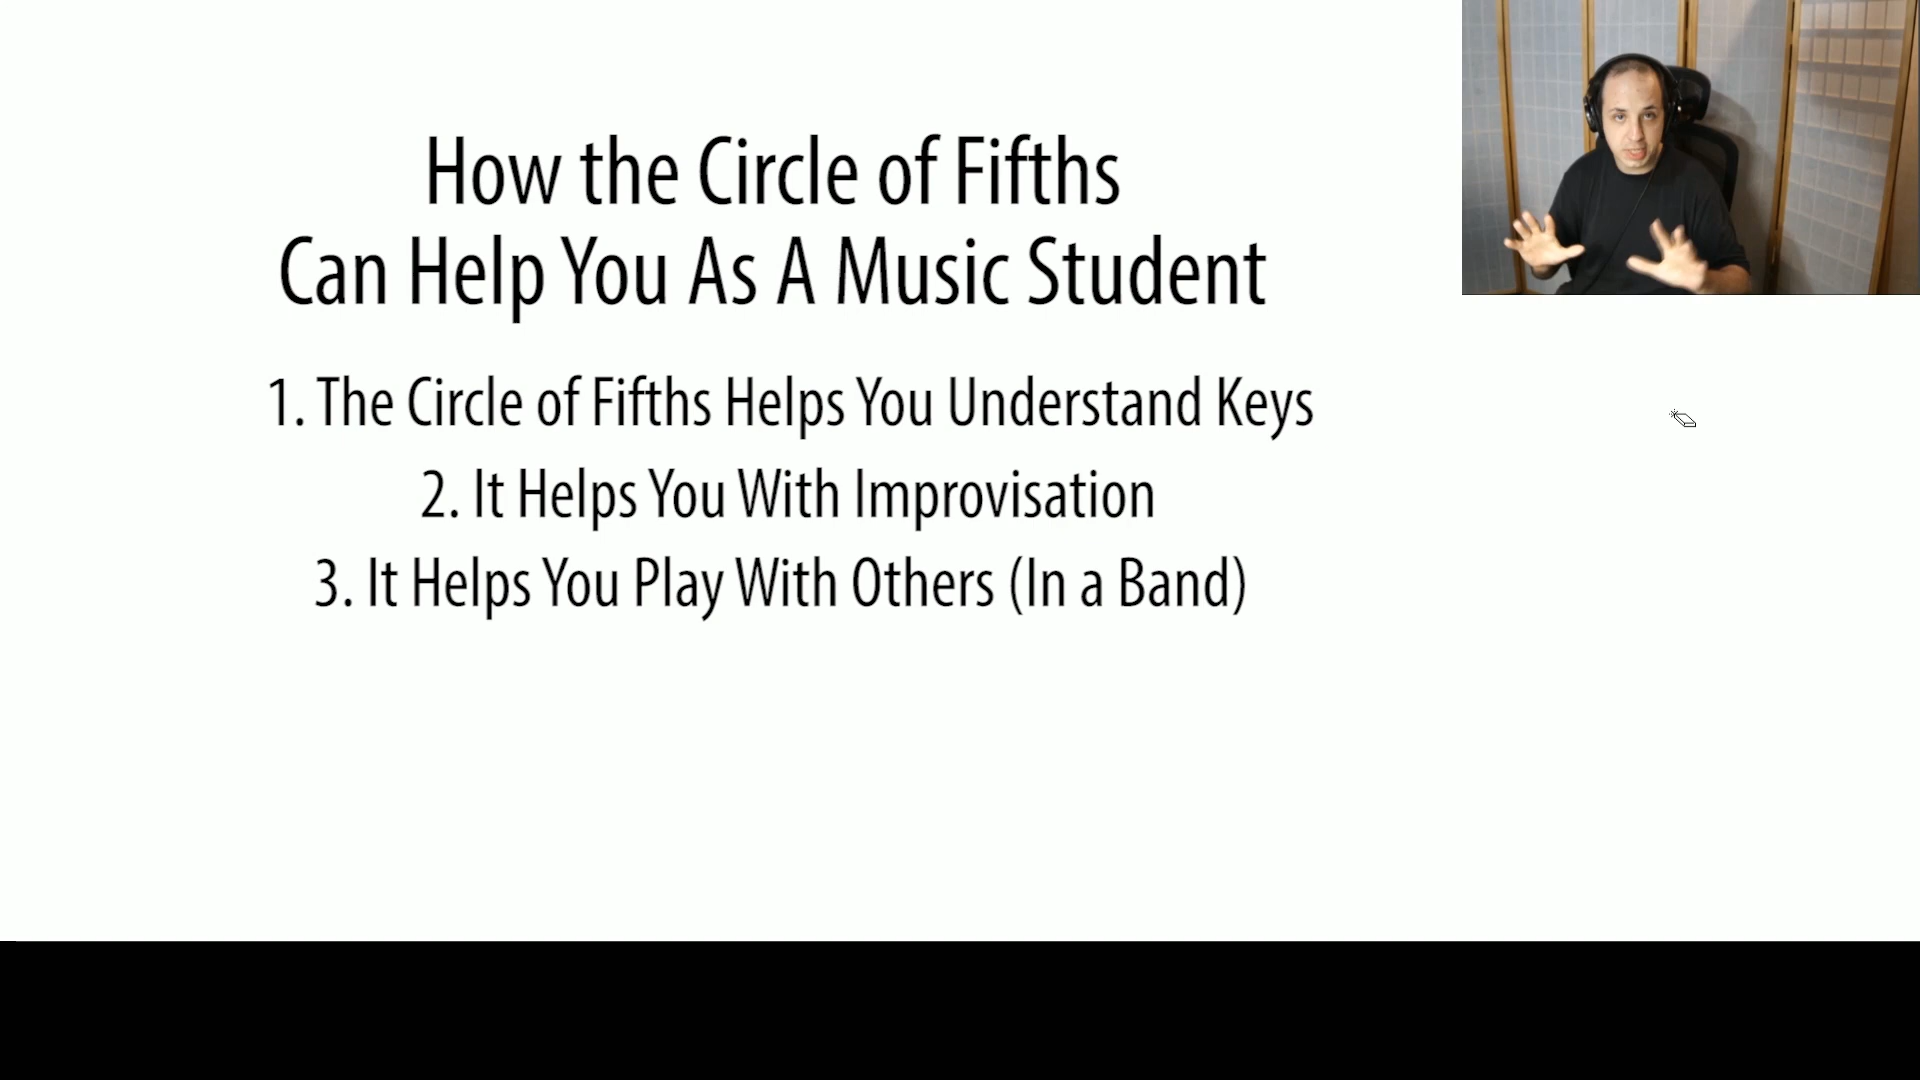 How the Circle of Fifths
Can Help You As A Music Student
1. The Circle of Fifths Helps You Understand Keys
2. It Helps You With Improvisation
3. It Helps You Play With Others (In a Band)